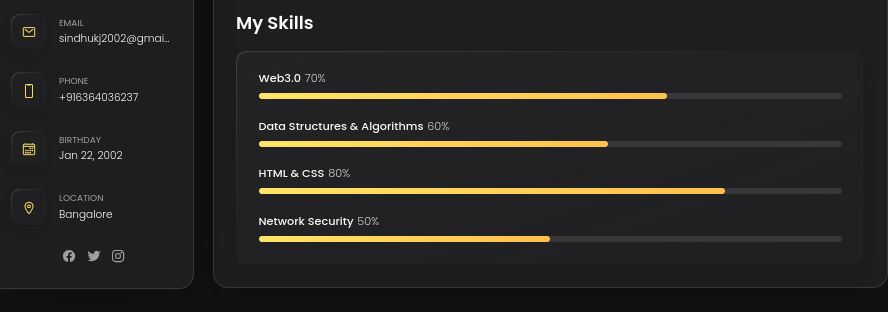 EMAIL
sindhukj2002@gmai...
PHONE
+916364036237
BIRTHDAY
Jan 22, 2002
LOCATION
Bangalore
My Skills
Web3.0 70%
Data Structures & Algorithms 60%
HTML & CSS 80%
Network Security 50%